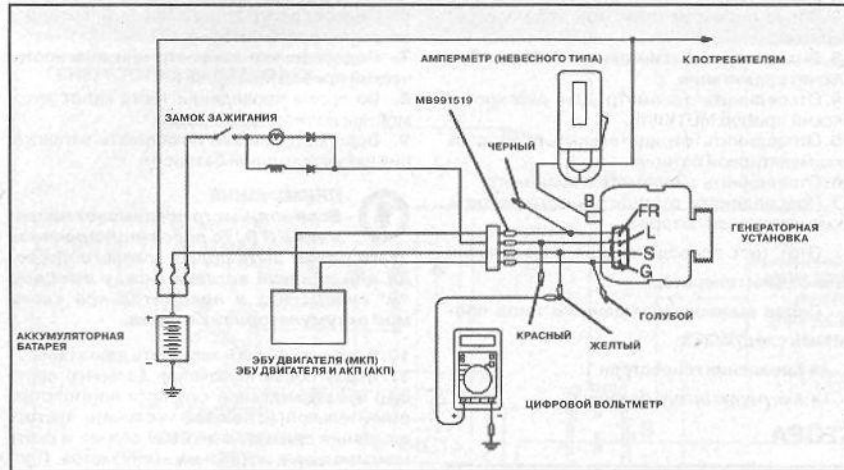 АМПЕРМЕТР (НЕВЕСНОГО ТИПА)
К ПОТРЕБИТЕЛЯМ
MB991519
ЗАМОК ЗАЖИГАНИЯ
ЧЕРНЫЙ
B
FR
L
S
G
ГЕНЕРАТОРНАЯ
УСТАНОВКА
ГОЛУБОЙ
КРАСНЫЙ
ЖЕЛТЫЙ
+
АККУМУЛЯТОРНАЯ
БАТАРЕЯ
−
ЭБУ ДВИГАТЕЛЯ (МКП)
ЭБУ ДВИГАТЕЛЯ И АКП (АКП)
+
−
ЦИФРОВОЙ ВОЛЬТМЕТР